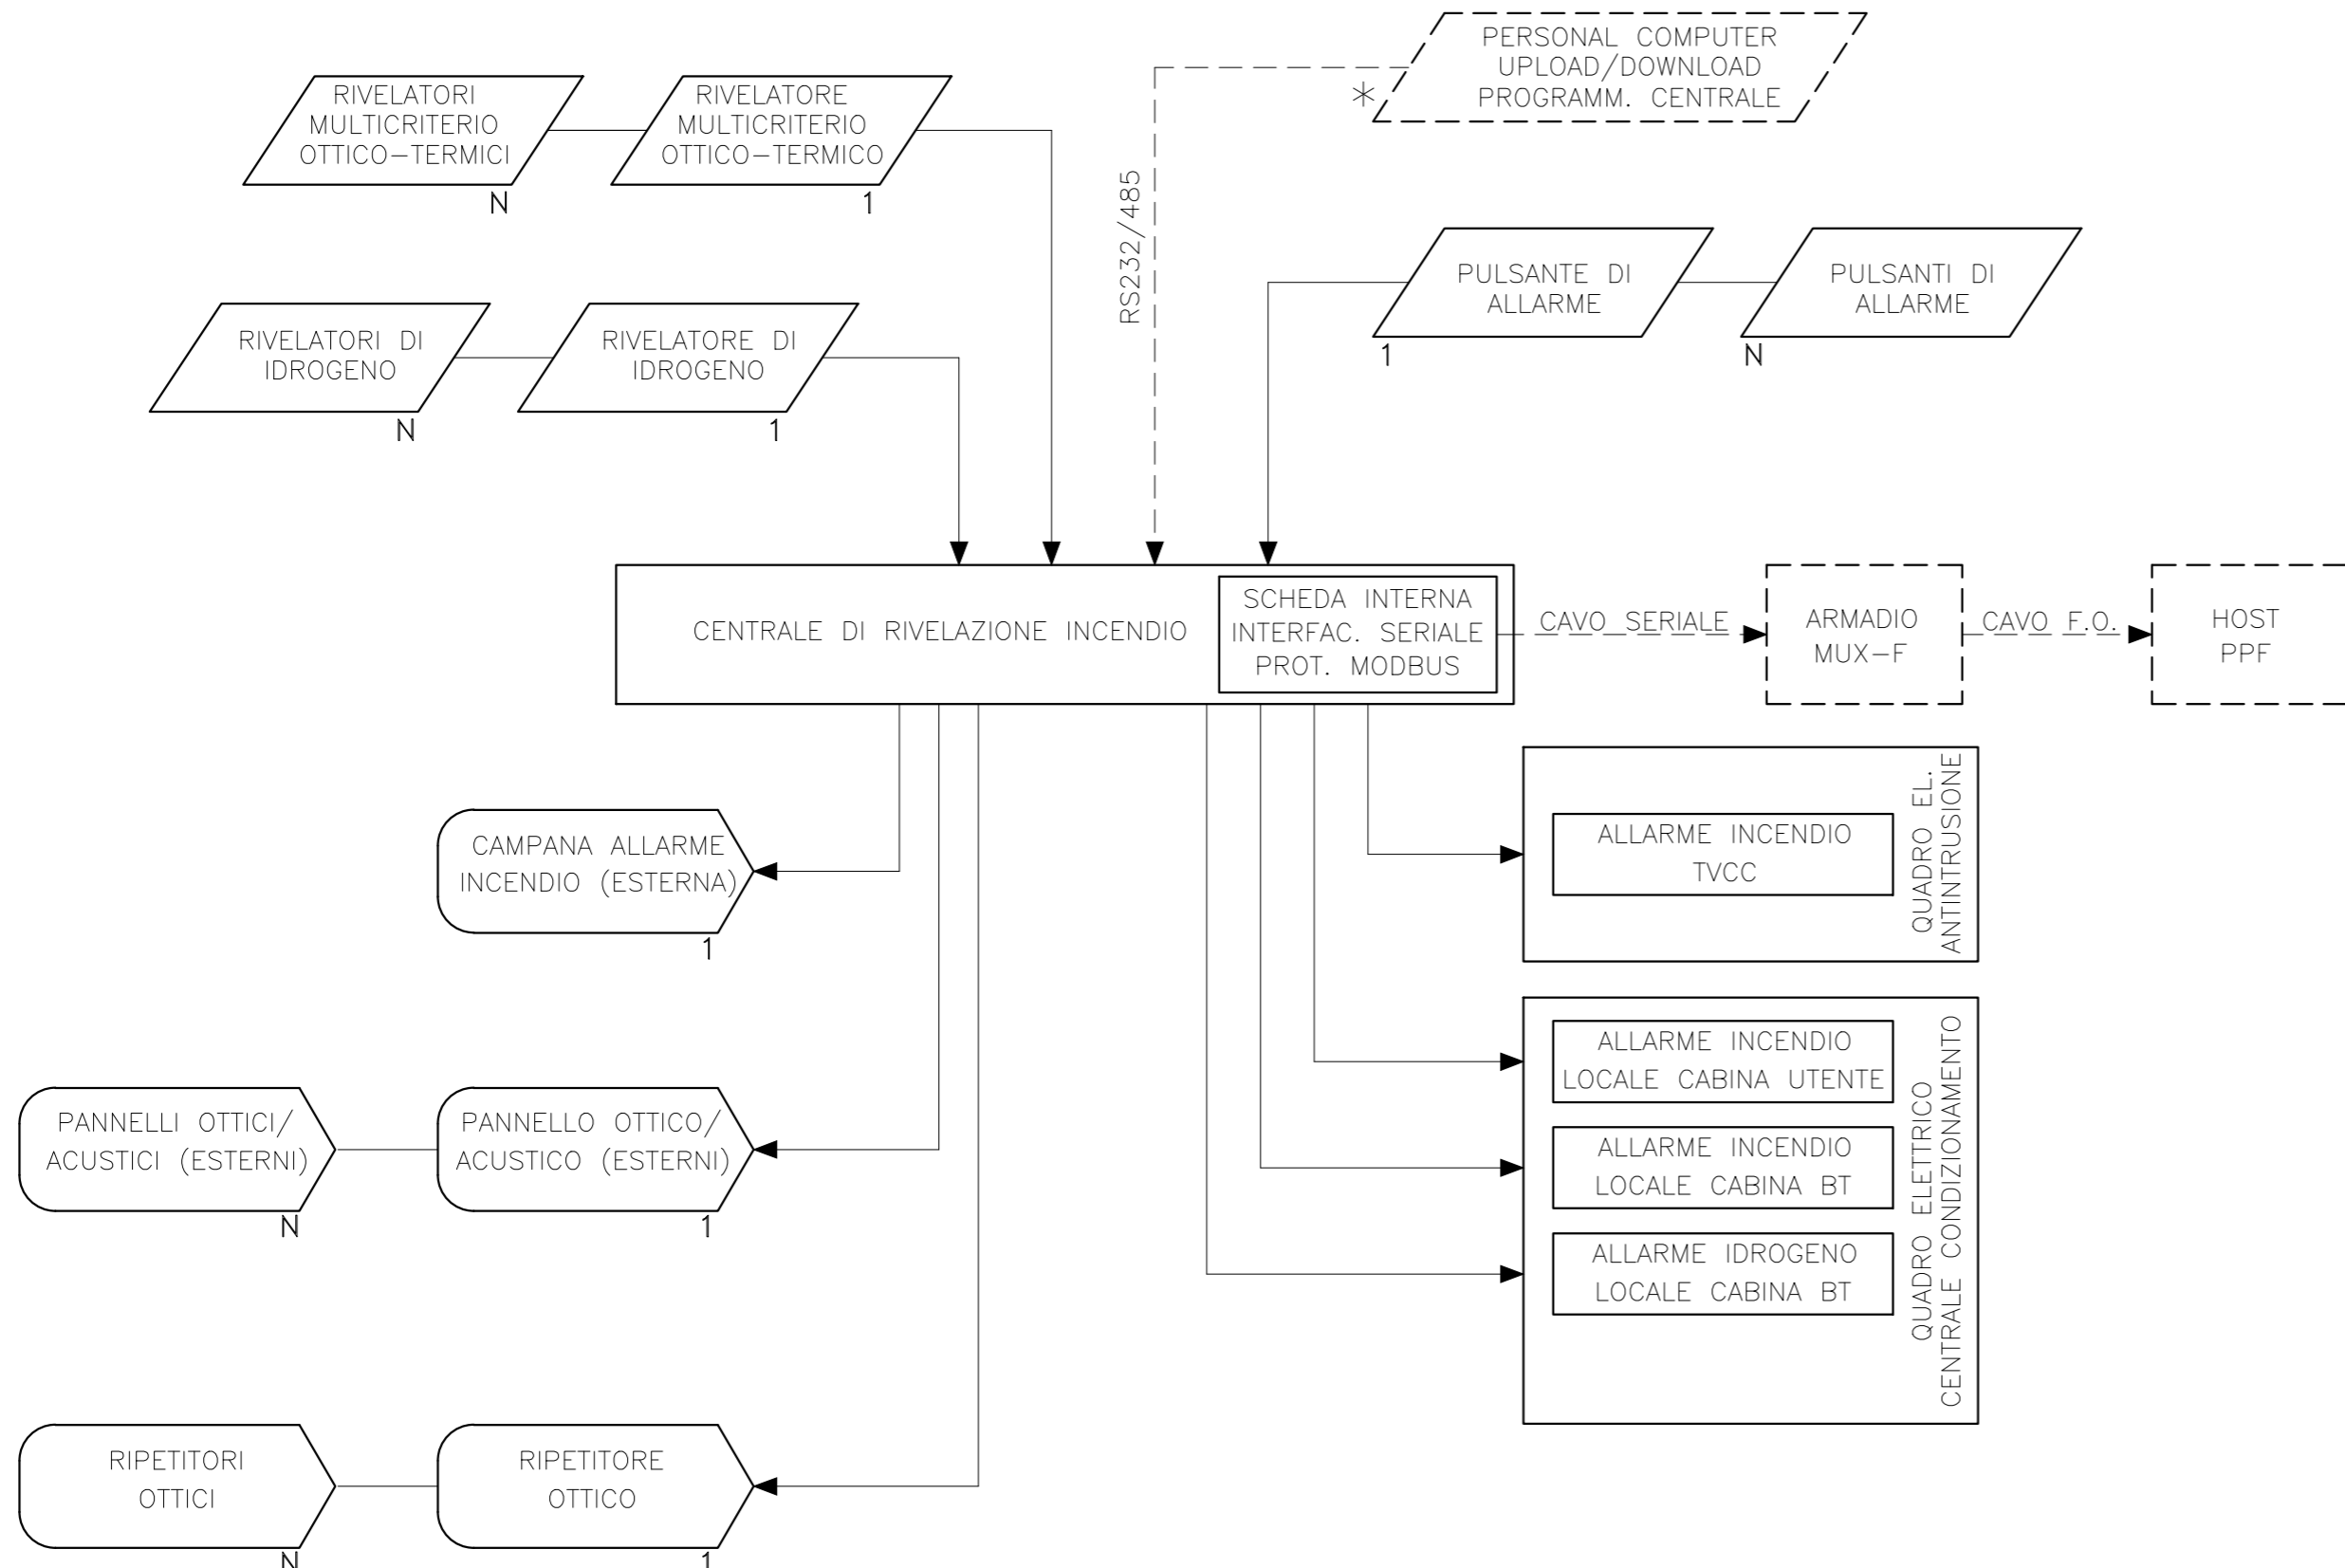 PERSONAL COMPUTER
UPLOAD/DOWNLOAD
PROGRAMM. CENTRALE
*
RIVELATORI
MULTICRITERIO
OTTICO-TERMICI
N
RIVELATORE
MULTICRITERIO
OTTICO-TERMICO
1
RS232/485
PULSANTE DI
ALLARME
1
PULSANTI DI
ALLARME
N
RIVELATORI DI
IDROGENO
N
RIVELATORE DI
IDROGENO
1
CENTRALE DI RIVELAZIONE INCENDIO
SCHEDA INTERNA
INTERFAC. SERIALE
PROT. MODBUS
CAVO SERIALE
ARMADIO
MUX-F
CAVO F.O.
HOST
PPF
CAMPANA ALLARME
INCENDIO (ESTERNA)
1
ALLARME INCENDIO
TVCC
QUADRO EL.
ANTINTRUSIONE
PANNELLI OTTICI/
ACUSTICI (ESTERNI)
N
PANNELLO OTTICO/
ACUSTICO (ESTERNI)
1
ALLARME INCENDIO
LOCALE CABINA UTENTE
ALLARME INCENDIO
LOCALE CABINA BT
ALLARME IDROGENO
LOCALE CABINA BT
QUADRO ELETTRICO
CENTRALE CONDIZIONAMENTO
RIPETITORI
OTTICI
N
RIPETITORE
OTTICO
1